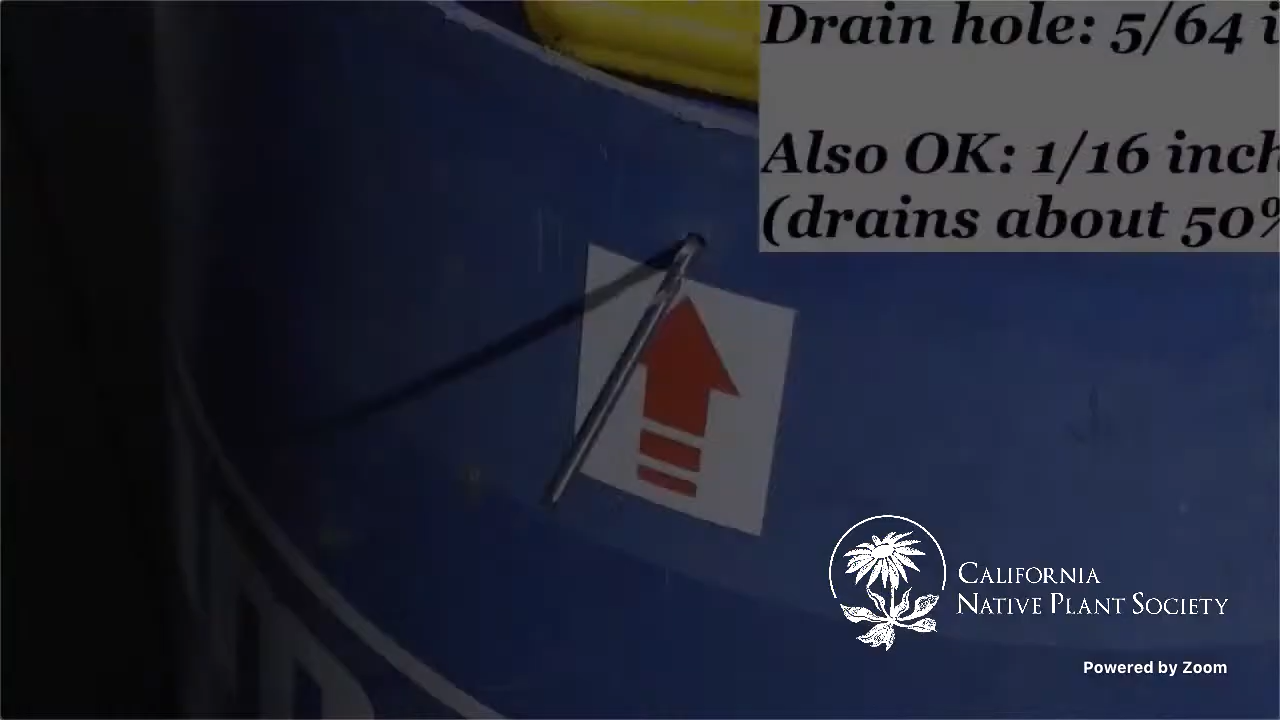 Drain hole: 5/64 i
Also OK: 1/16 inch
(drains about 50%
CALIFORNIA
NATIVE PLANT SOCIETY
Powered by Zoom